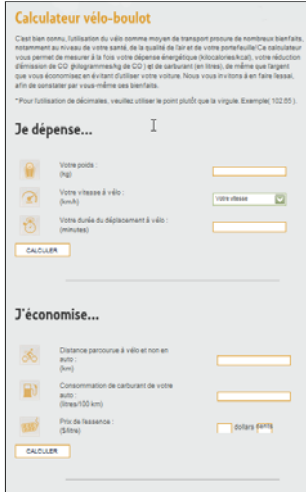 Calculateur vélo-boulot
C'est bien connu, l'utilisation du vélo comme moyen de transport procure de nombreux bienfaits,
notamment au niveau de votre santé, de la qualité de l'air et de votre portefeuille!Ce calculateur
vous permet de mesurer à la fois votre dépense énergétique (kilocalories/kcal), votre réduction
d'émission de CO (kilogrammes/kg de CO ) et de carburant (en litres), de même que l'argent
que vous économisez en évitant d'utiliser votre voiture. Nous vous invitons à en faire l'essai,
afin de constater par vous-même ses bienfaits.
*Pour l'utilisation de décimales, veuillez utiliser le point plutôt que la virgule. Exemple( 102.55 ).
Je dépense...
Votre poids :
(kg)
Votre vitesse à vélo :
(km/h)
Votre vitesse
Votre durée du déplacement à vélo :
(minutes)
CALCULER
J'économise...
Distance parcourue à vélo et non en
auto :
(km)
Consommation de carburant de votre
auto :
(litres/100 km)
Prix de l'essence :
($/litre)
dollars
CALCULER